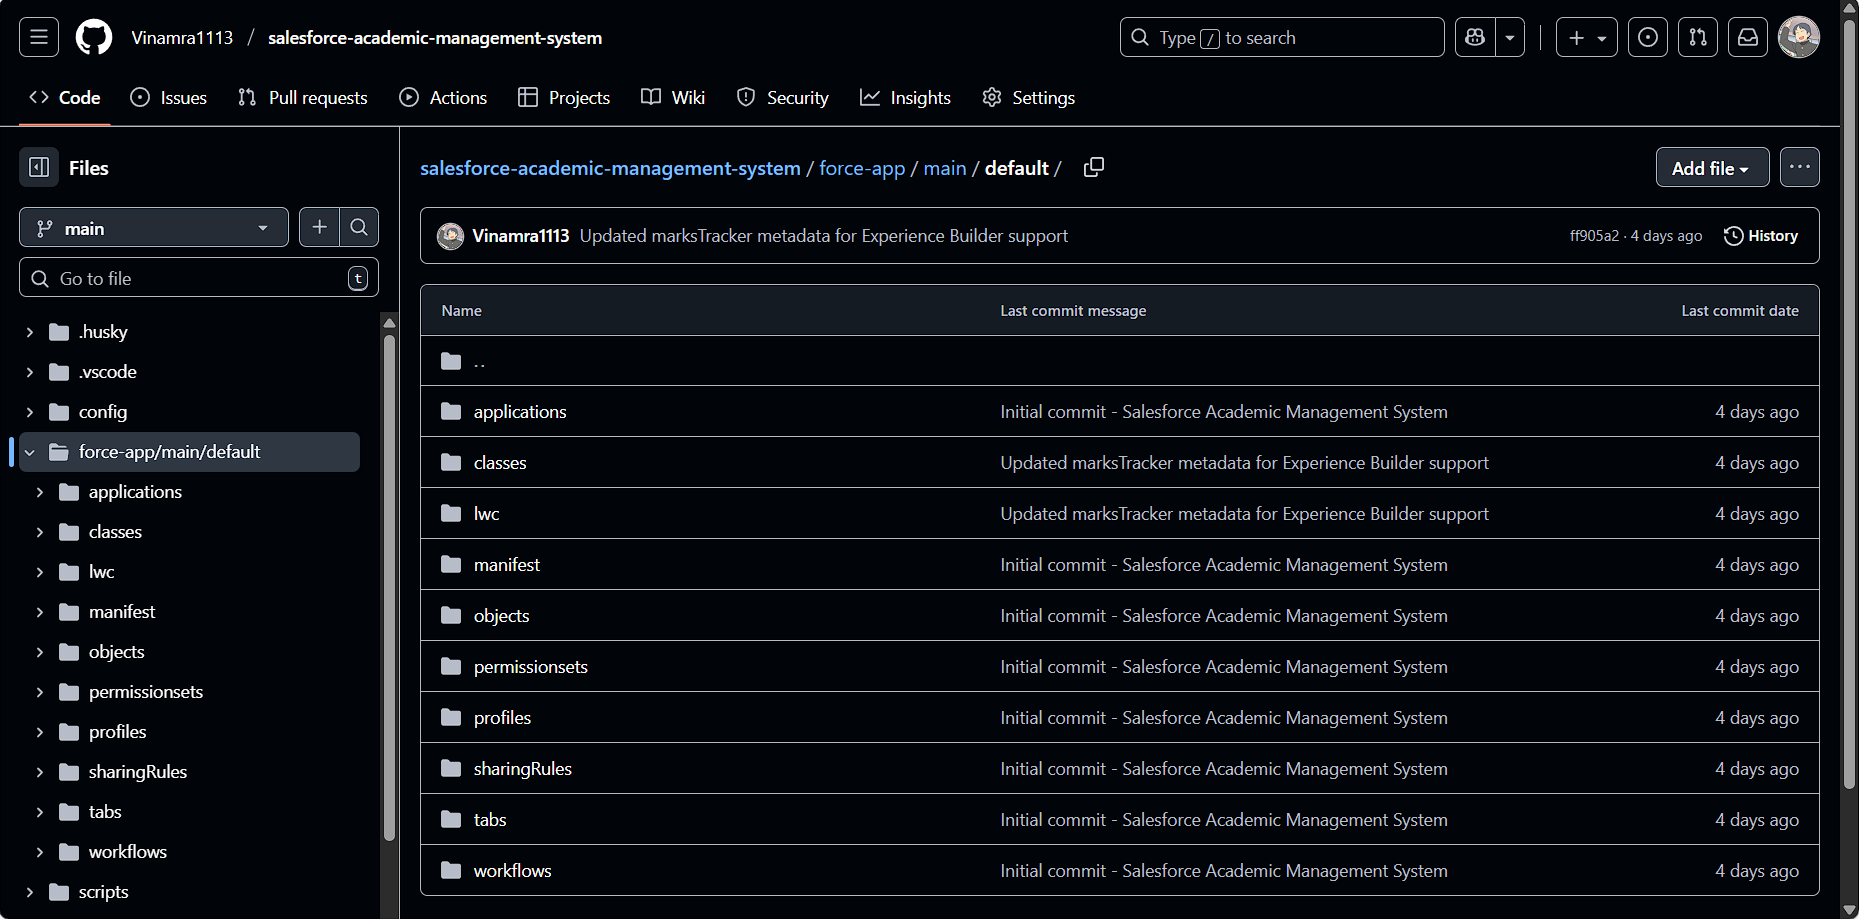 Vinamra1113 / salesforce-academic-management-system
Type / to search
Code Issues Pull requests Actions Projects Wiki Security Insights Settings
Files
main
Go to file t
.husky
.vscode
config
force-app/main/default
applications
classes
lwc
manifest
objects
permissionsets
profiles
sharingRules
tabs
workflows
scripts
salesforce-academic-management-system / force-app / main / default /
Add file
Vinamra1113 Updated marksTracker metadata for Experience Builder support ff905a2 · 4 days ago History
Name Last commit message Last commit date
..
applications Initial commit - Salesforce Academic Management System 4 days ago
classes Updated marksTracker metadata for Experience Builder support 4 days ago
lwc Updated marksTracker metadata for Experience Builder support 4 days ago
manifest Initial commit - Salesforce Academic Management System 4 days ago
objects Initial commit - Salesforce Academic Management System 4 days ago
permissionsets Initial commit - Salesforce Academic Management System 4 days ago
profiles Initial commit - Salesforce Academic Management System 4 days ago
sharingRules Initial commit - Salesforce Academic Management System 4 days ago
tabs Initial commit - Salesforce Academic Management System 4 days ago
workflows Initial commit - Salesforce Academic Management System 4 days ago